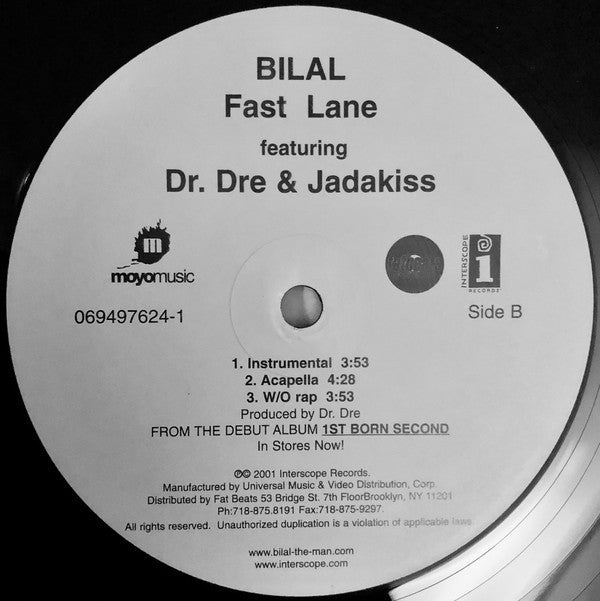 BILAL
Fast Lane
featuring
Dr. Dre & Jadakiss
m
moyomusic
INTERSCOPE
i
RECORDS
069497624-1
Side B
1. Instrumental 3:53
2. Acapella 4:28
3. W/O rap 3:53
Produced by Dr. Dre
FROM THE DEBUT ALBUM 1ST BORN SECOND
In Stores Now!
℗© 2001 Interscope Records.
Manufactured by Universal Music & Video Distribution, Corp.
Distributed by Fat Beats 53 Bridge St. 7th FloorBrooklyn, NY 11201
Ph:718-875.8191 Fax:718-875-9297.
All rights reserved. Unauthorized duplication is a violation of applicable laws.
www.bilal-the-man.com
www.interscope.com